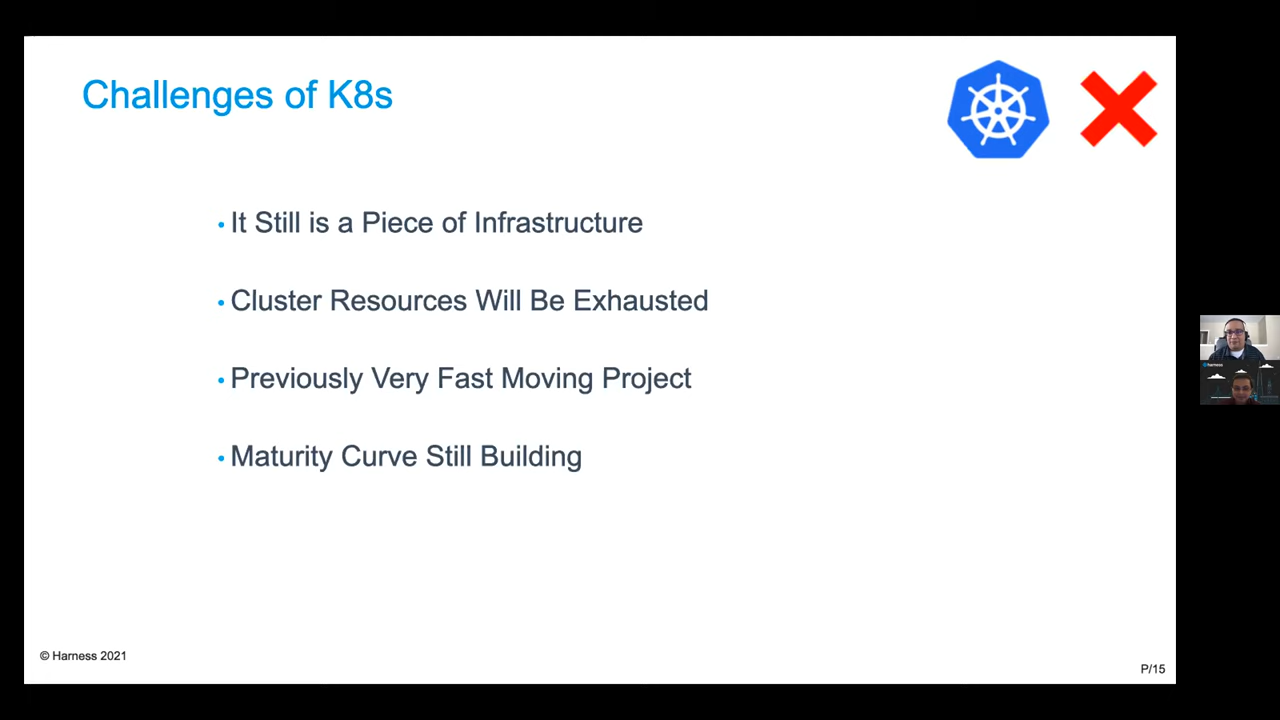 Challenges of K8s
• It Still is a Piece of Infrastructure
• Cluster Resources Will Be Exhausted
• Previously Very Fast Moving Project
• Maturity Curve Still Building
harness
© Harness 2021
P/15